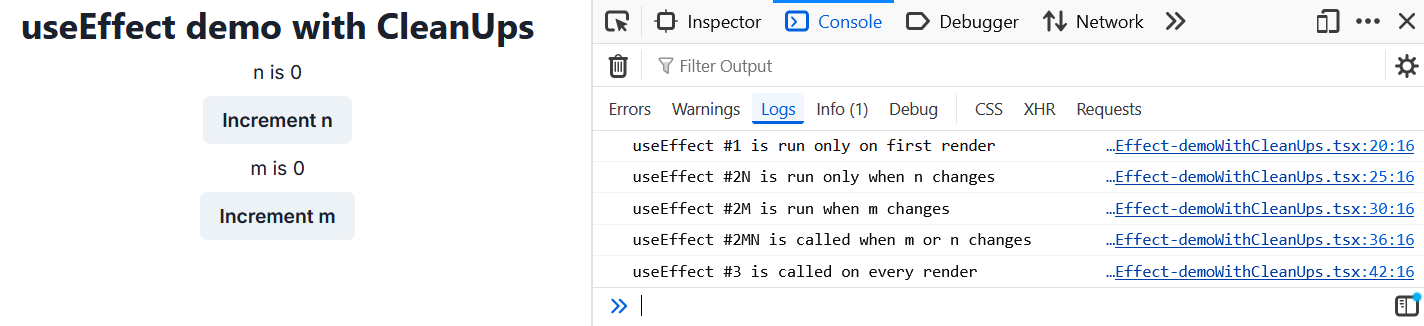 useEffect demo with CleanUps
n is 0
Increment n
m is 0
Increment m
Inspector Console Debugger Network
Filter Output
Errors Warnings Logs Info (1) Debug CSS XHR Requests
useEffect #1 is run only on first render …Effect-demoWithCleanUps.tsx:20:16
useEffect #2N is run only when n changes …Effect-demoWithCleanUps.tsx:25:16
useEffect #2M is run when m changes …Effect-demoWithCleanUps.tsx:30:16
useEffect #2MN is called when m or n changes …Effect-demoWithCleanUps.tsx:36:16
useEffect #3 is called on every render …Effect-demoWithCleanUps.tsx:42:16